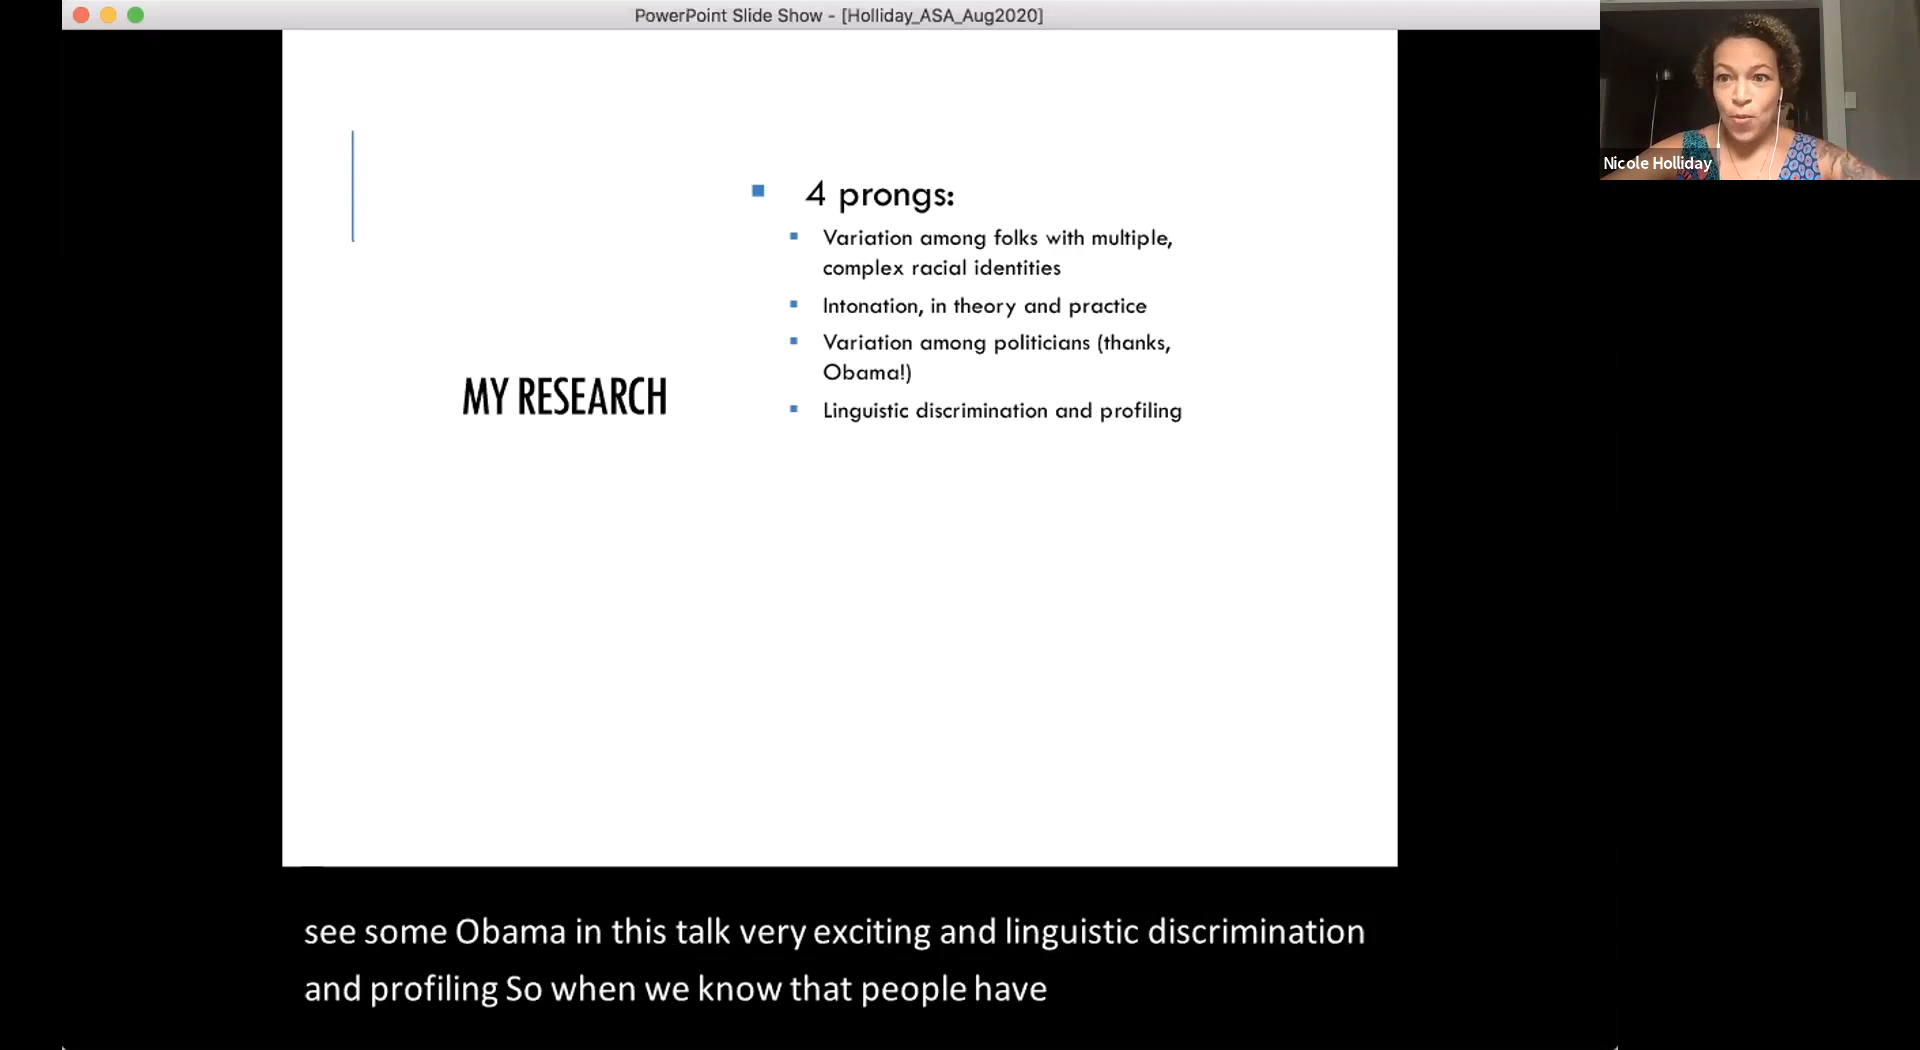 PowerPoint Slide Show - [Holliday_ASA_Aug2020]
Nicole Holliday
MY RESEARCH
4 prongs:
Variation among folks with multiple,
complex racial identities
Intonation, in theory and practice
Variation among politicians (thanks,
Obama!)
Linguistic discrimination and profiling
see some Obama in this talk very exciting and linguistic discrimination
and profiling So when we know that people have